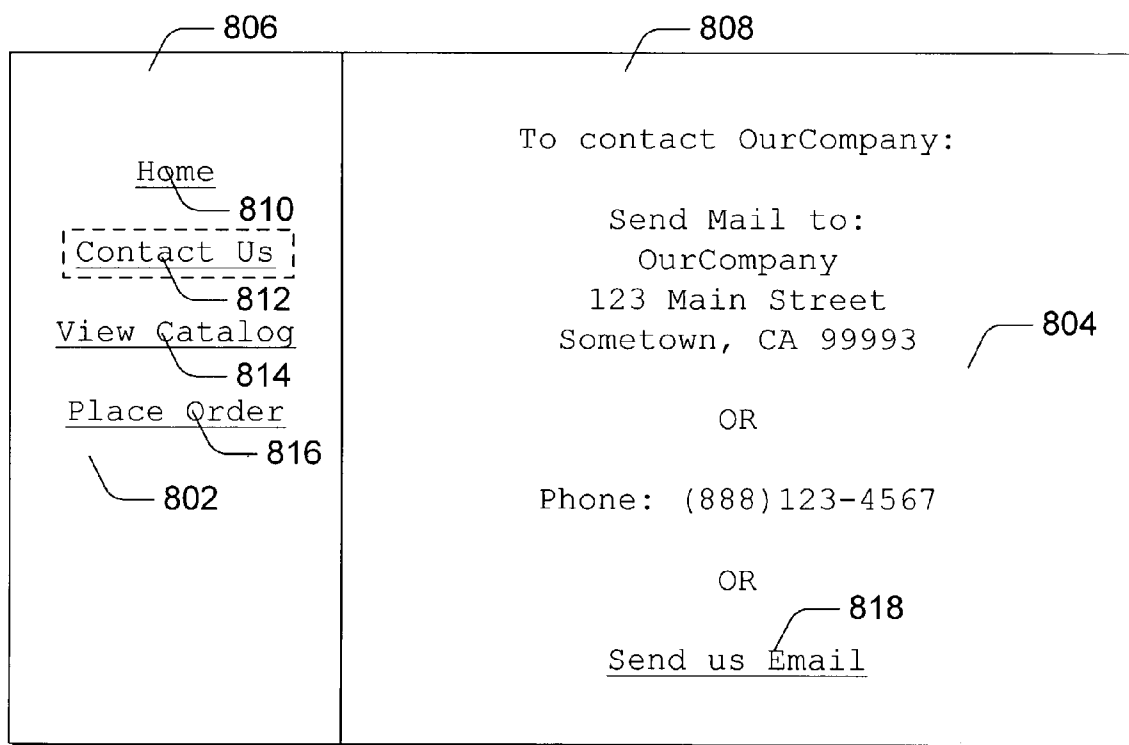 806
808
Home
810
Contact Us
812
View Catalog
814
Place Order
816
802
To contact OurCompany:
Send Mail to:
OurCompany
123 Main Street
Sometown, CA 99993
804
OR
Phone: (888)123-4567
OR
818
Send us Email